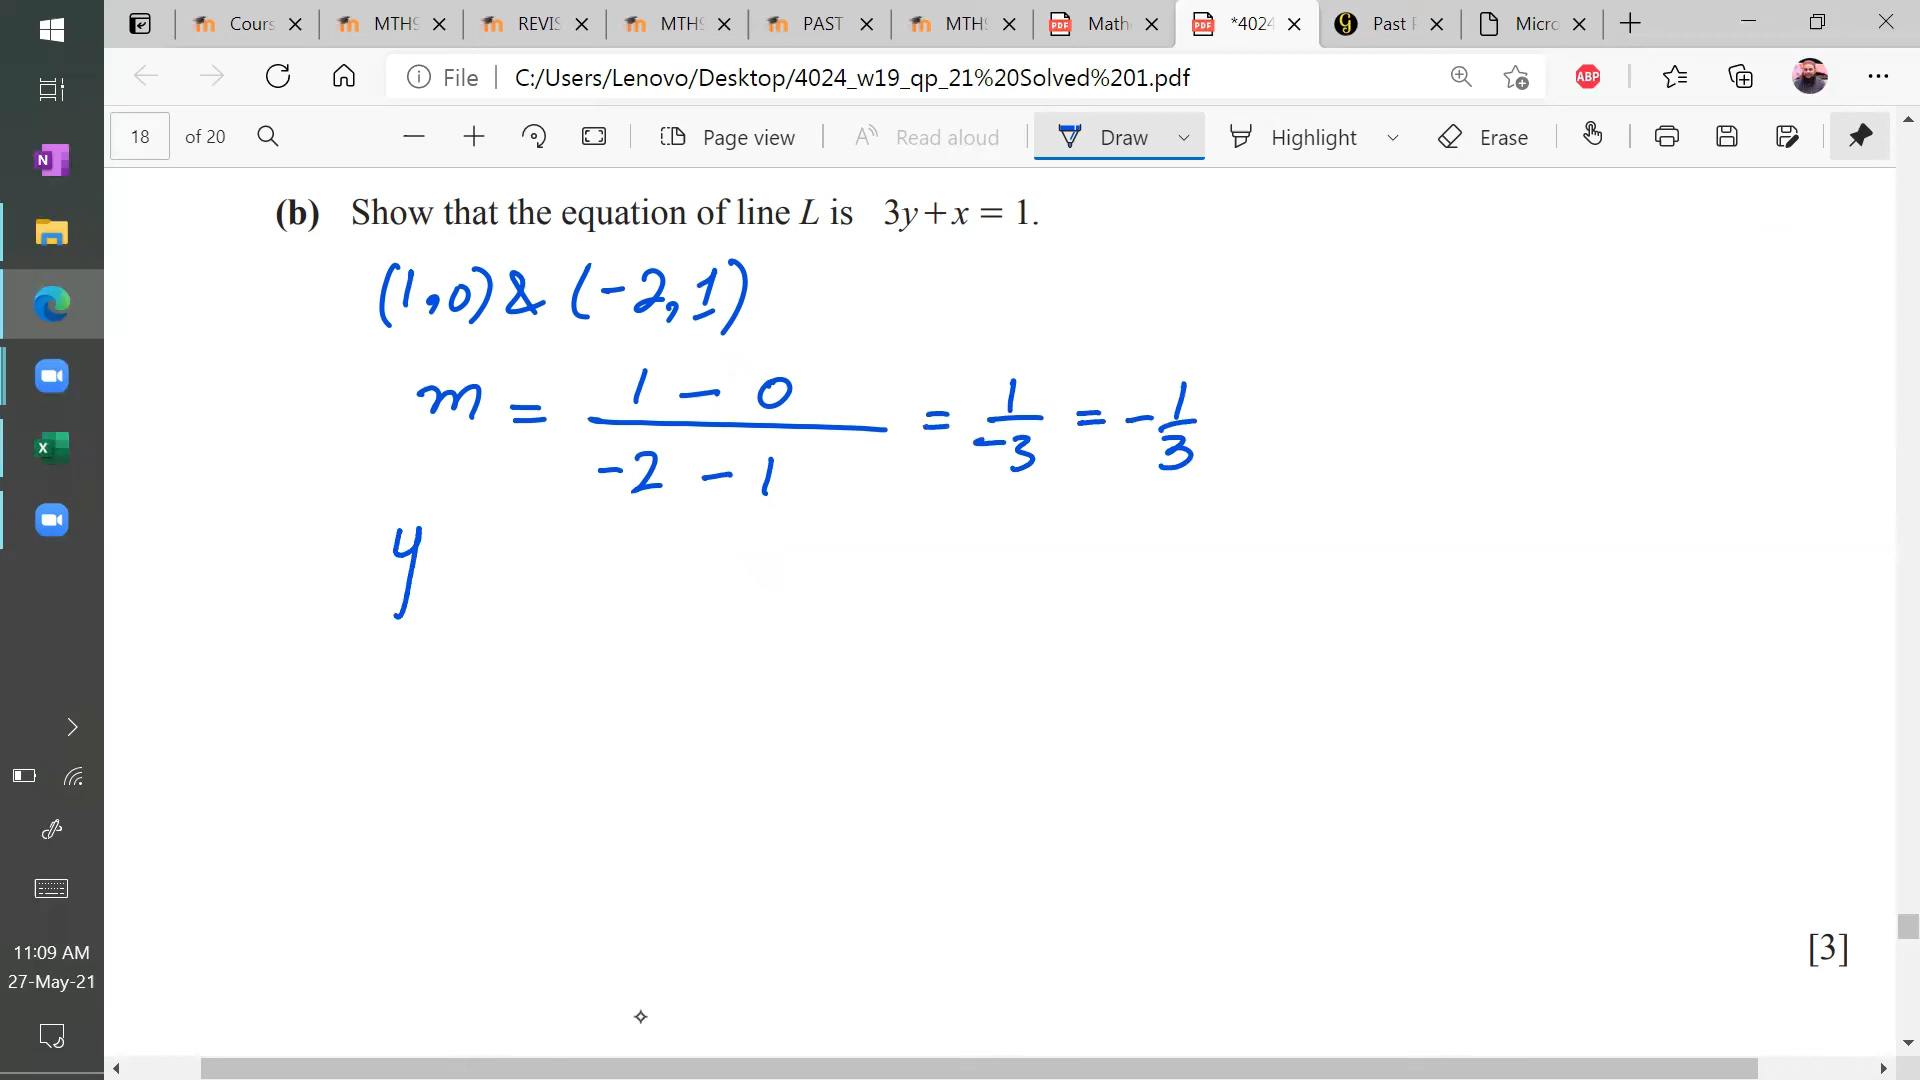 Cours MTHS REVIS MTHS PAST MTHS Math *4024 Past P Micro
File C:/Users/Lenovo/Desktop/4024_w19_qp_21%20Solved%201.pdf ABP
18 of 20 Page view Read aloud Draw Highlight Erase
(b) Show that the equation of line L is 3y+x = 1.
(1,0) & (-2,1)
m = 1 - 0 / -2 - 1 = 1/-3 = -1/3
y
[3]
11:09 AM
27-May-21